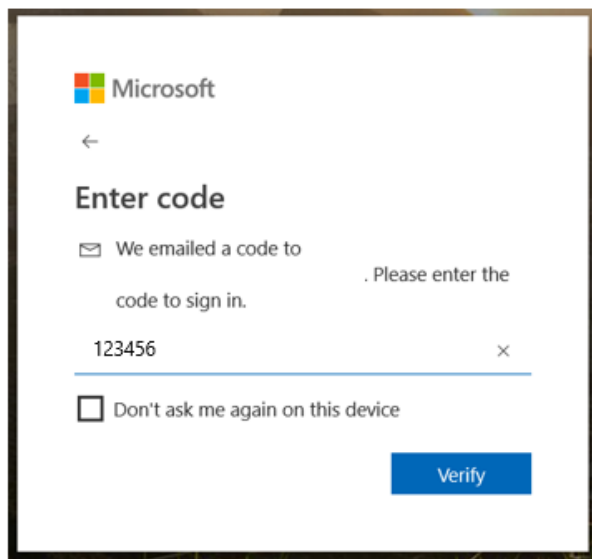 Microsoft
Enter code
We emailed a code to
. Please enter the
code to sign in.
123456
Don't ask me again on this device
Verify